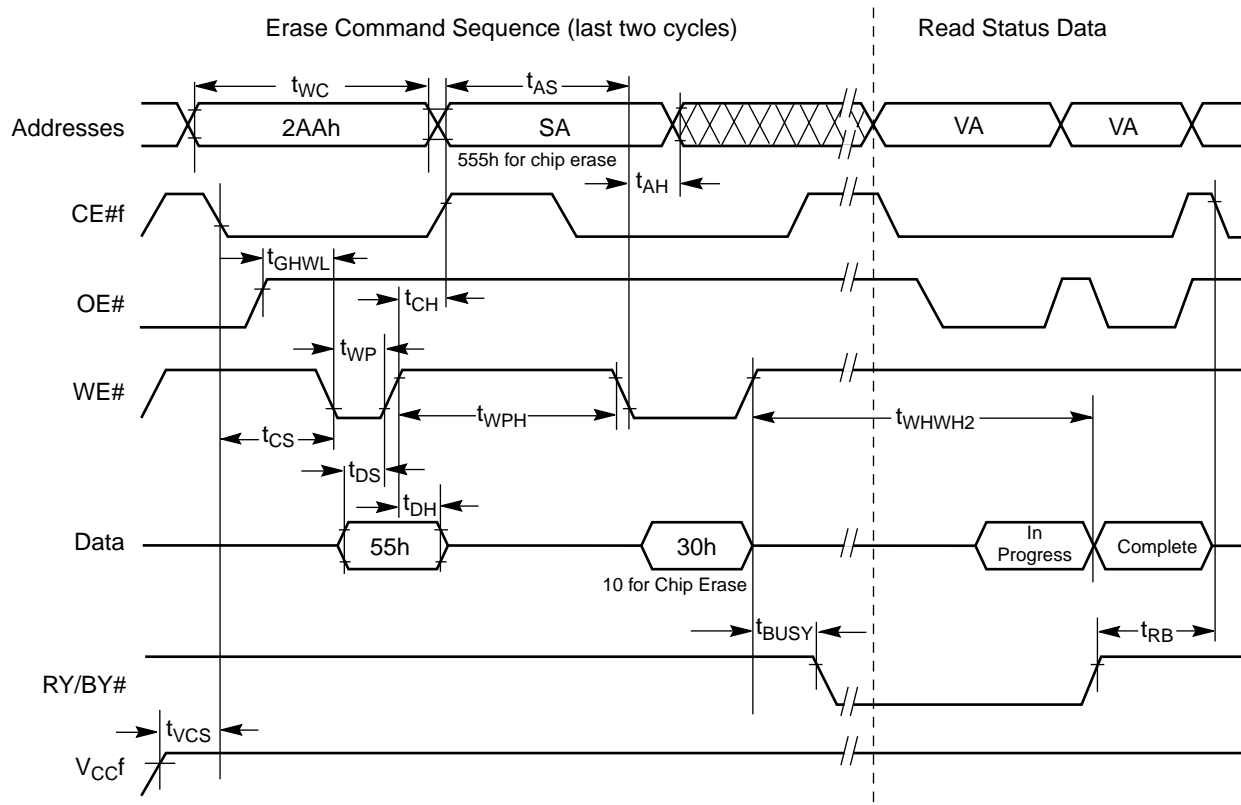 Erase Command Sequence (last two cycles) Read Status Data
tWC tAS
Addresses 2AAh SA VA VA
555h for chip erase
tAH
CE#f
tGHWL
OE#
tCH
tWP
WE#
tWPH tWHWH2
tCS
tDS
tDH
Data 55h 30h In Progress Complete
10 for Chip Erase
tBUSY tRB
RY/BY#
tVCS
VCCf